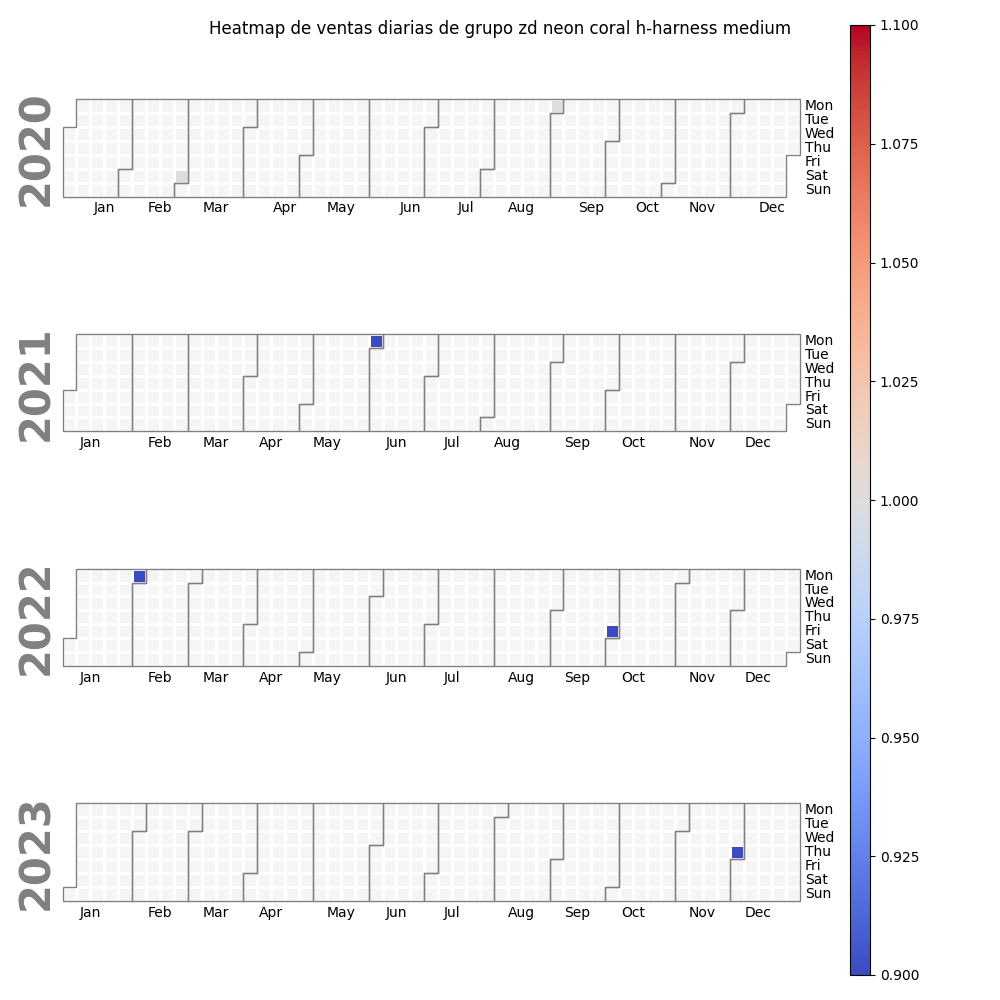 Heatmap de ventas diarias de grupo zd neon coral h-harness medium
2020
Mon
Tue
Wed
Thu
Fri
Sat
Sun
Jan Feb Mar Apr May Jun Jul Aug Sep Oct Nov Dec
2021
Mon
Tue
Wed
Thu
Fri
Sat
Sun
Jan Feb Mar Apr May Jun Jul Aug Sep Oct Nov Dec
2022
Mon
Tue
Wed
Thu
Fri
Sat
Sun
Jan Feb Mar Apr May Jun Jul Aug Sep Oct Nov Dec
2023
Mon
Tue
Wed
Thu
Fri
Sat
Sun
Jan Feb Mar Apr May Jun Jul Aug Sep Oct Nov Dec
1.100
1.075
1.050
1.025
1.000
0.975
0.950
0.925
0.900